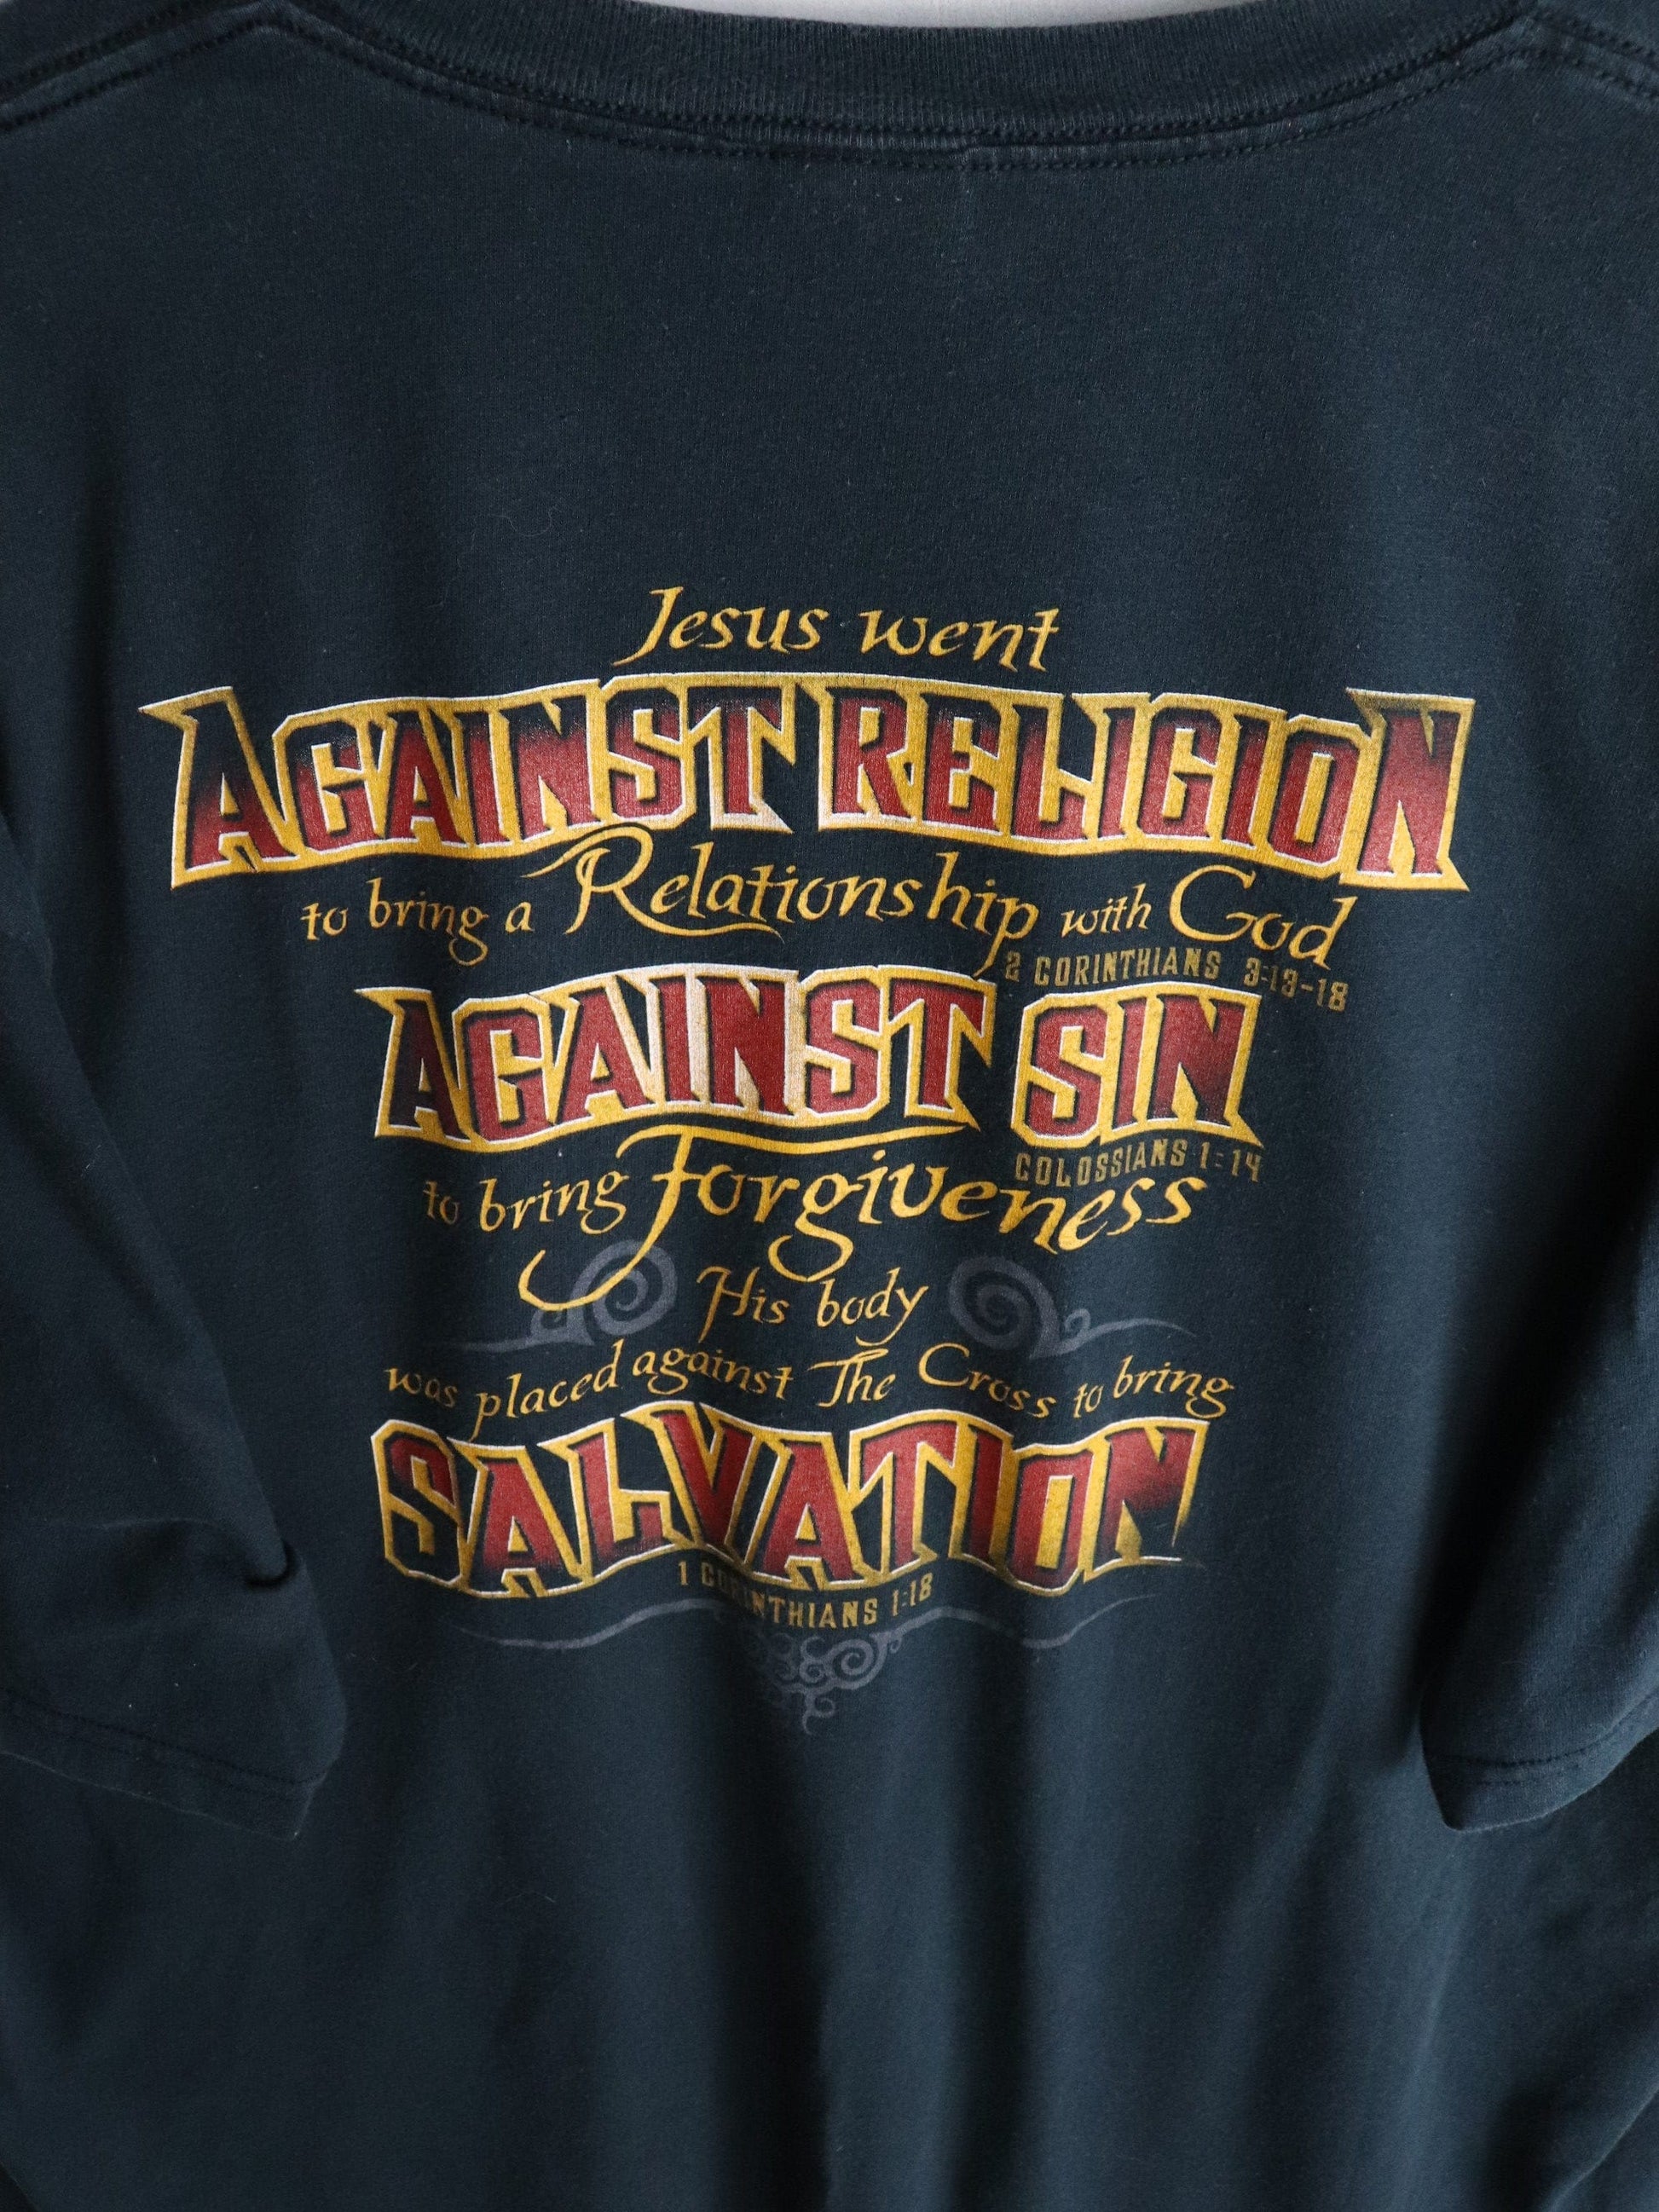 Jesus went
AGAINST RELIGION
to bring a Relationship with God
2 CORINTHIANS 3:13-18
AGAINST SIN
COLOSSIANS 1:14
to bring Forgiveness
His body
was placed against The Cross to bring
SALVATION
1 CORINTHIANS 1:18